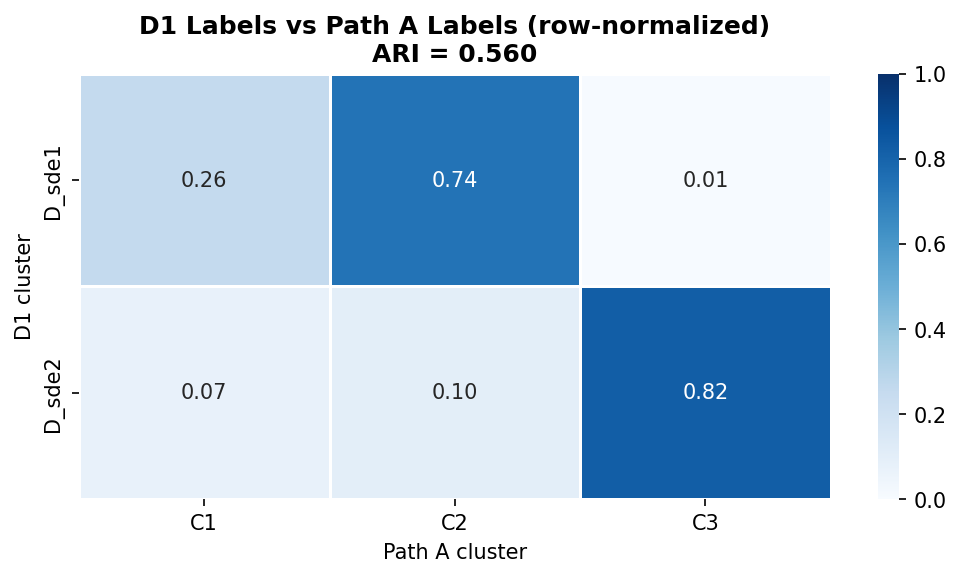 D1 Labels vs Path A Labels (row-normalized)
ARI = 0.560
D1 cluster
D_sde1
0.26 0.74 0.01
D_sde2
0.07 0.10 0.82
C1 C2 C3
Path A cluster
1.0
0.8
0.6
0.4
0.2
0.0